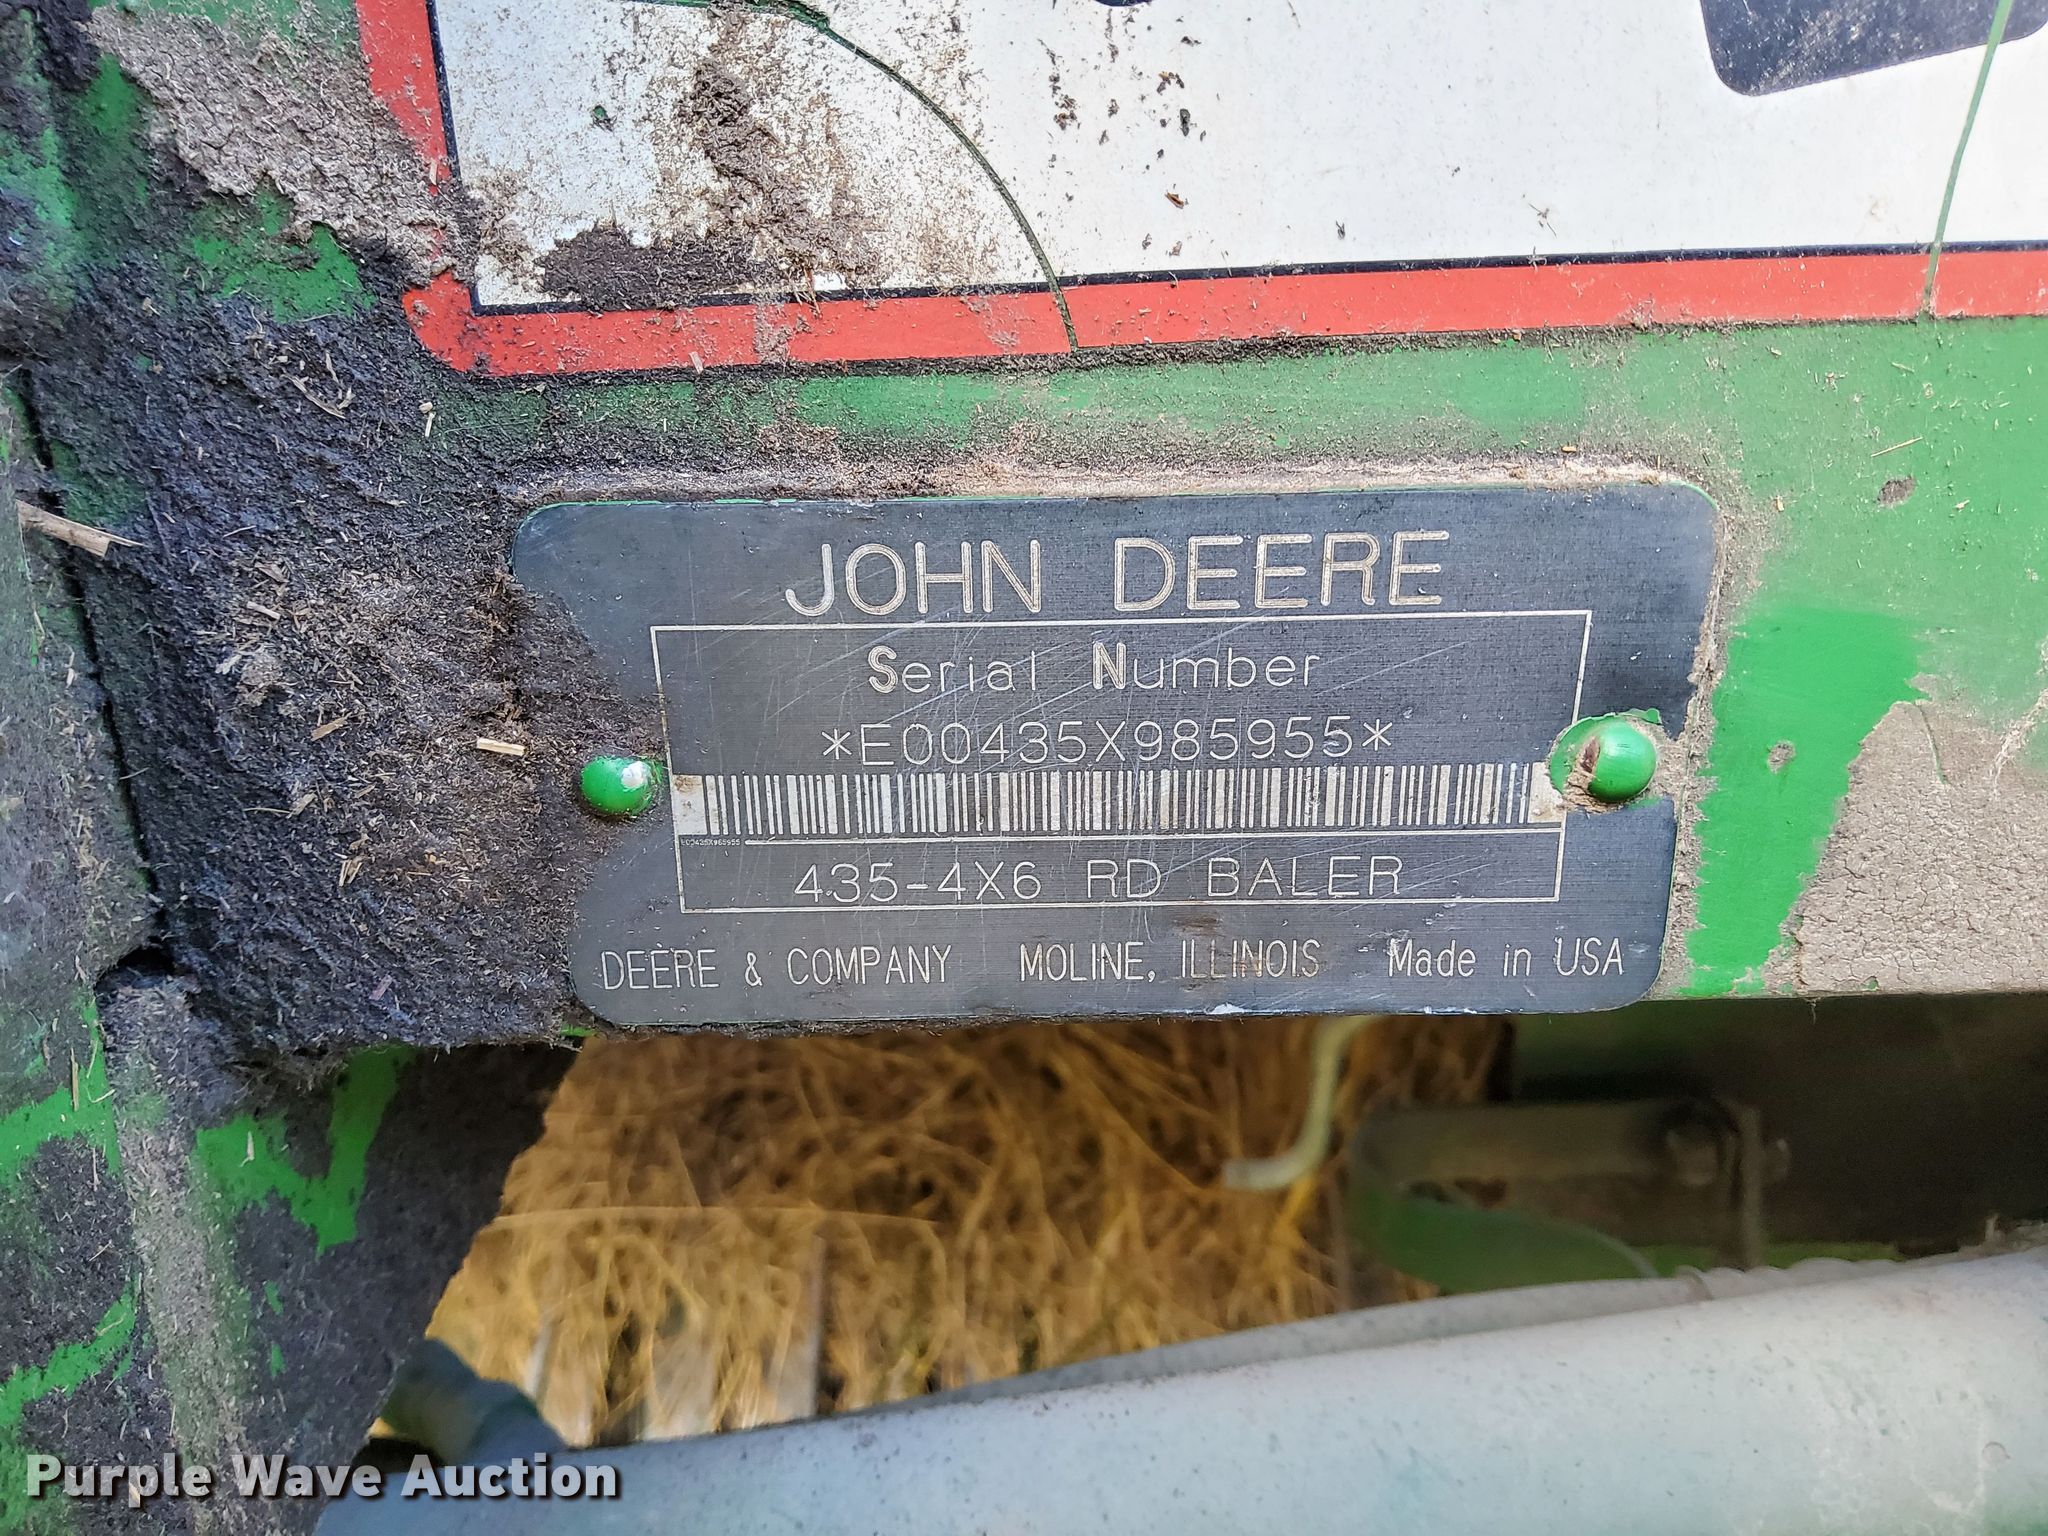 JOHN DEERE
Serial Number
*E00435X985955*
E00435X985955
435-4X6 RD BALER
DEERE & COMPANY MOLINE, ILLINOIS Made in USA
Purple Wave Auction